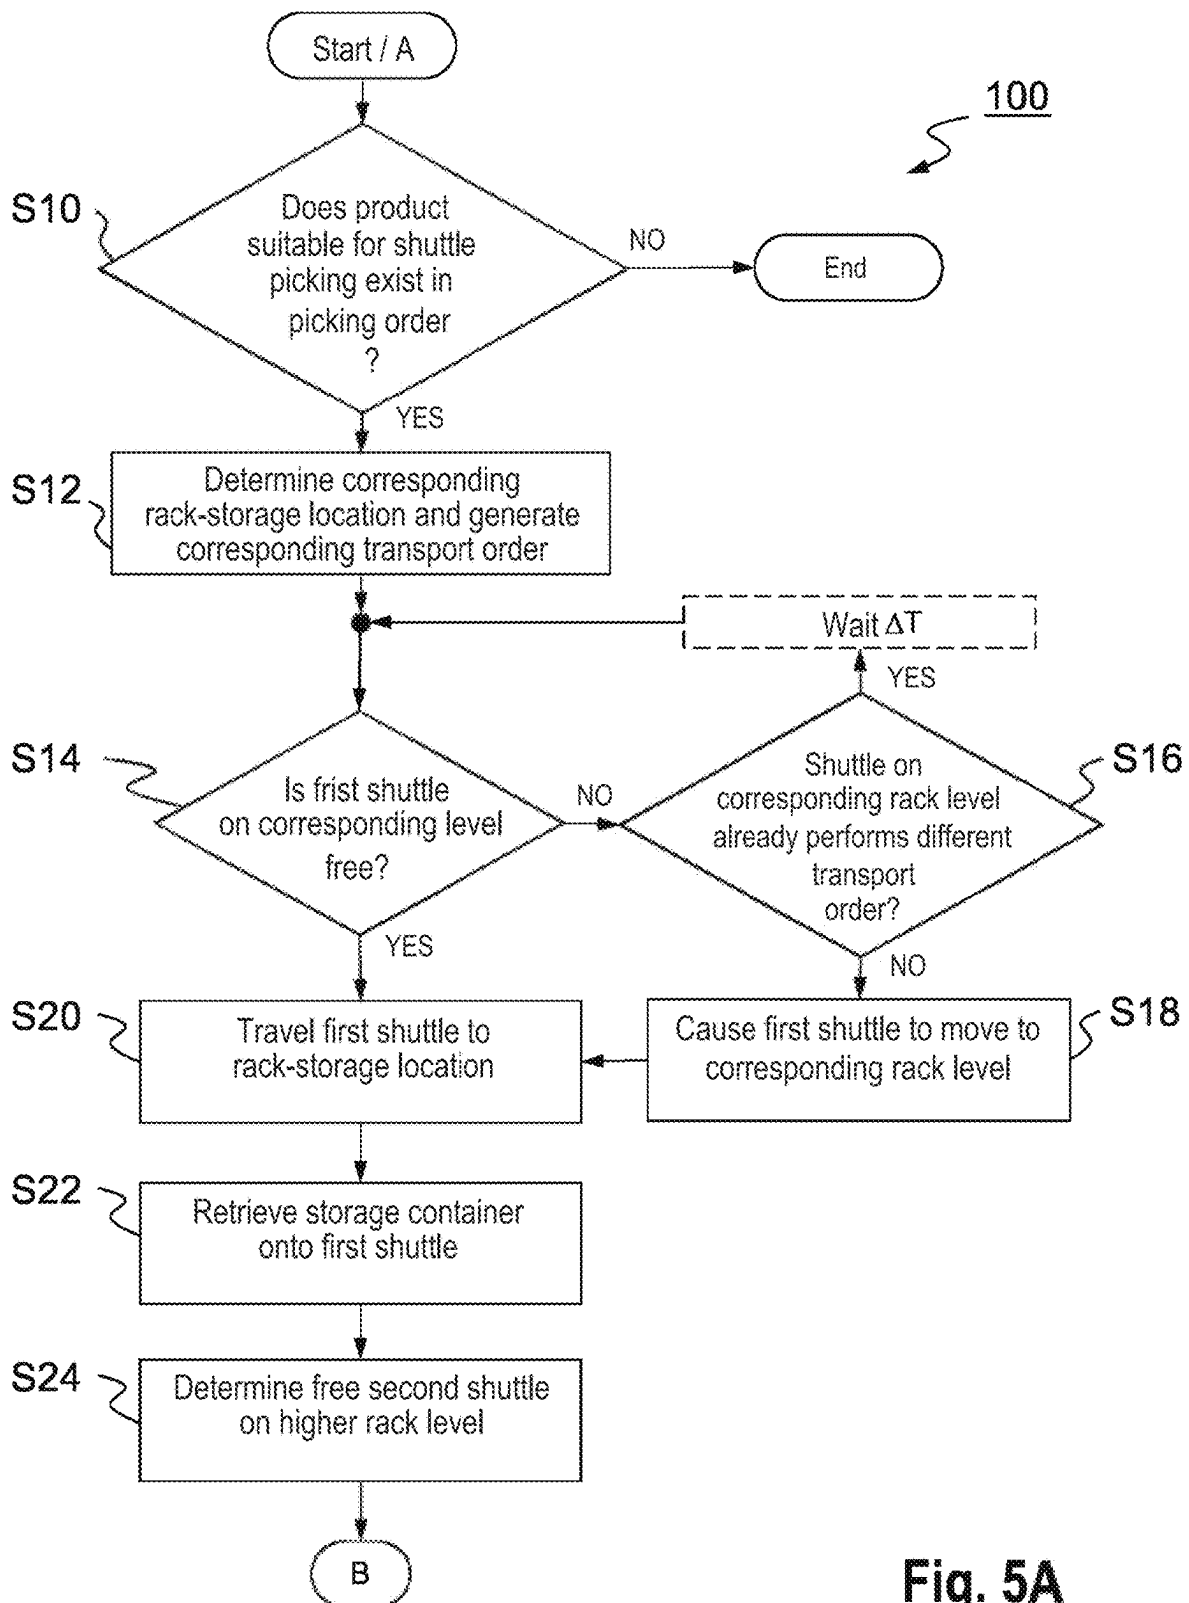 Start / A
100
S10
Does product
suitable for shuttle
picking exist in
picking order
?
NO
End
YES
S12
Determine corresponding
rack-storage location and generate
corresponding transport order
Wait ΔT
YES
S14
Is frist shuttle
on corresponding level
free?
NO
S16
Shuttle on
corresponding rack level
already performs different
transport
order?
YES
NO
S20
Travel first shuttle to
rack-storage location
S18
Cause first shuttle to move to
corresponding rack level
S22
Retrieve storage container
onto first shuttle
S24
Determine free second shuttle
on higher rack level
B
Fig. 5A